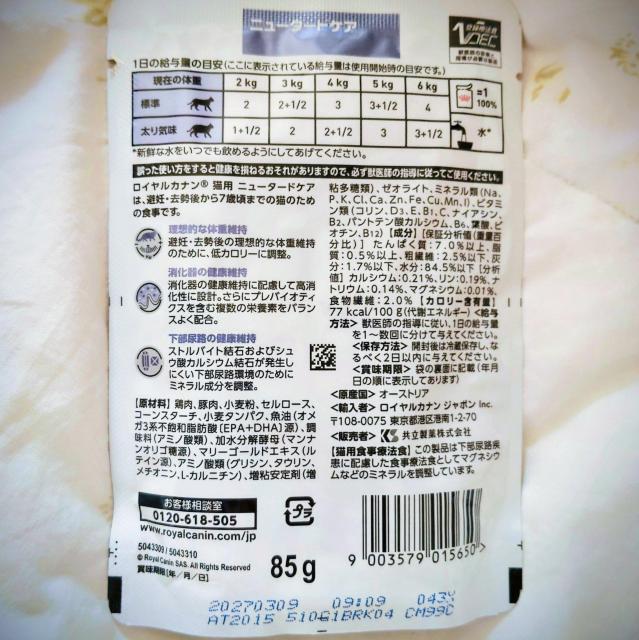 ニュータードケア
VDEC
1日の給与量の目安(ここに表示されている給与量は使用開始時の目安です。)
現在の体重 2 kg 3 kg 4 kg 5 kg 6 kg
標準 2 2+1/2 3 3+1/2 4
太り気味 1+1/2 2 2+1/2 3 3+1/2
=1
100%
水*
*新鮮な水をいつでも飲めるようにしてあげてください。
誤った使い方をすると健康を損ねるおそれがありますので、必ず獣医師の指導に従ってご使用ください。
ロイヤルカナン® 猫用 ニュータードケア
は、避妊・去勢後から7歳頃までの猫のため
の食事です。
理想的な体重維持
避妊・去勢後の理想的な体重維持
のために、低カロリーに調整。
消化器の健康維持
消化器の健康維持に配慮して高消
化性に設計。さらにプレバイオティ
クスを含む複数の栄養素をバラン
スよく配合。
下部尿路の健康維持
ストルバイト結石およびシュ
ウ酸カルシウム結石が発生し
にくい下部尿路環境のために
ミネラル成分を調整。
【原材料】 鶏肉、豚肉、小麦粉、セルロース、
コーンスターチ、小麦タンパク、魚油(オメ
ガ3系不飽和脂肪酸〔EPA+DHA〕源)、調
味料(アミノ酸類)、加水分解酵母(マンナ
ンオリゴ糖源)、マリーゴールドエキス(ル
テイン源)、アミノ酸類(グリシン、タウリン、
メチオニン、L-カルニチン)、増粘安定剤(増
粘多糖類)、ゼオライト、ミネラル類(Na,
P, K, Cl, Ca, Zn, Fe, Cu, Mn, I)、ビタミ
ン類(コリン、D3、E、B1、C、ナイアシン、
B2、パントテン酸カルシウム、B6、葉酸、ビ
オチン、B12) 【成分】 [保証分析値(重量百
分比)] たんぱく質:7.0%以上、脂
質:0.5%以上、粗繊維:2.5%以下、灰
分:1.7%以下、水分:84.5%以下 [分析
値] カルシウム:0.21%、リン:0.19%、ナ
トリウム:0.14%、マグネシウム:0.01%、
食物繊維:2.0% 【カロリー含有量】
77 kcal/100 g(代謝エネルギー) <給与
方法> 獣医師の指導に従い、1日の給与量
を1~数回に分けて与えてください。
<保存方法> 開封後は冷蔵保存し、な
るべく2日以内に与えてください。
<賞味期限> 袋の裏面に記載(年月
日の順に表示してあります)
<原産国> オーストリア
<輸入者> ロイヤルカナン ジャポン Inc.
〒108-0075 東京都港区港南1-2-70
<販売者> KS 共立製薬株式会社
【猫用食事療法食】 この製品は下部尿路疾
患に配慮した食事療法食としてマグネシウ
ムなどのミネラルを調整しています。
お客様相談室
0120-618-505
www.royalcanin.com/jp
プラ
5043309 / 5043310
© Royal Canin SAS. All Rights Reserved
賞味期限[年/月/日]
85g
9 003579 015650
20270309 09:09 043
AT2015 CM99C